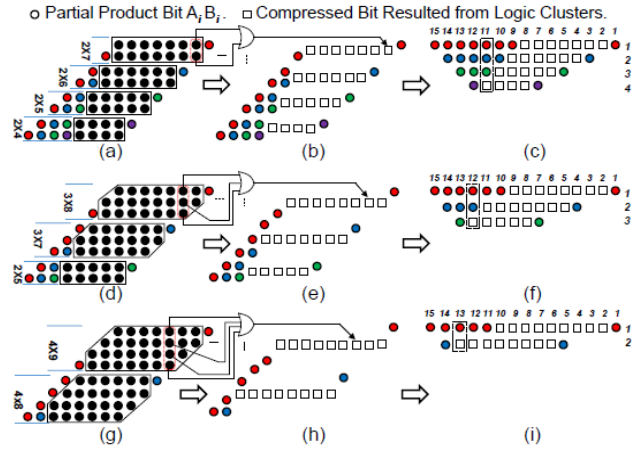 ○ Partial Product Bit AᵢBᵢ. □ Compressed Bit Resulted from Logic Clusters.
2X7
2X6
2X5
2X4
15 14 13 12 11 10 9 8 7 6 5 4 3 2 1
1
2
3
4
(a) (b) (c)
3X8
3X7
2X5
15 14 13 12 11 10 9 8 7 6 5 4 3 2 1
1
2
3
(d) (e) (f)
4X9
4x8
15 14 13 12 11 10 9 8 7 6 5 4 3 2 1
1
2
(g) (h) (i)